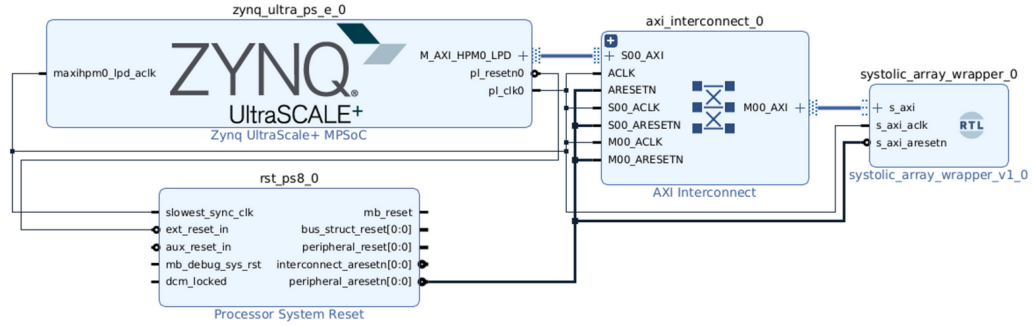 zynq_ultra_ps_e_0
maxihpm0_lpd_aclk
ZYNQ®
UltraSCALE+
M_AXI_HPM0_LPD
pl_resetn0
pl_clk0
Zynq UltraScale+ MPSoC
axi_interconnect_0
S00_AXI
ACLK
ARESETN
S00_ACLK
S00_ARESETN
M00_ACLK
M00_ARESETN
M00_AXI
AXI Interconnect
systolic_array_wrapper_0
s_axi
s_axi_aclk
s_axi_aresetn
RTL
systolic_array_wrapper_v1_0
rst_ps8_0
slowest_sync_clk
ext_reset_in
aux_reset_in
mb_debug_sys_rst
dcm_locked
mb_reset
bus_struct_reset[0:0]
peripheral_reset[0:0]
interconnect_aresetn[0:0]
peripheral_aresetn[0:0]
Processor System Reset